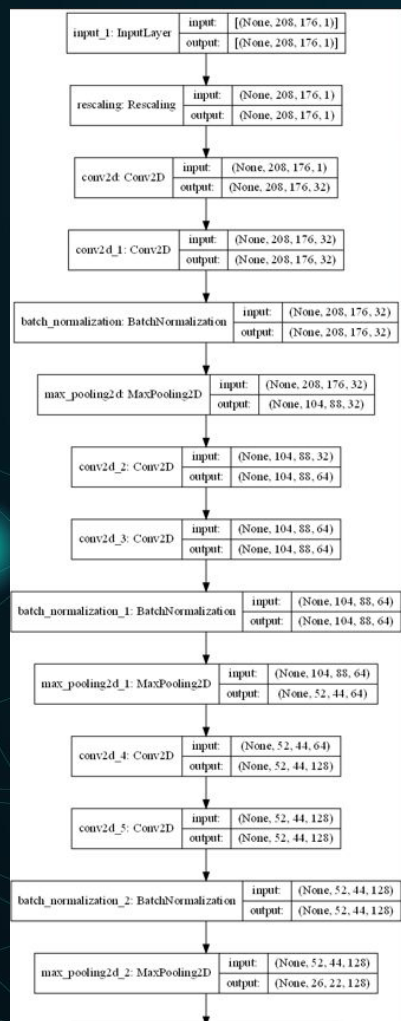 input_1: InputLayer
input: [(None, 208, 176, 1)]
output: [(None, 208, 176, 1)]
rescaling: Rescaling
input: (None, 208, 176, 1)
output: (None, 208, 176, 1)
conv2d: Conv2D
input: (None, 208, 176, 1)
output: (None, 208, 176, 32)
conv2d_1: Conv2D
input: (None, 208, 176, 32)
output: (None, 208, 176, 32)
batch_normalization: BatchNormalization
input: (None, 208, 176, 32)
output: (None, 208, 176, 32)
max_pooling2d: MaxPooling2D
input: (None, 208, 176, 32)
output: (None, 104, 88, 32)
conv2d_2: Conv2D
input: (None, 104, 88, 32)
output: (None, 104, 88, 64)
conv2d_3: Conv2D
input: (None, 104, 88, 64)
output: (None, 104, 88, 64)
batch_normalization_1: BatchNormalization
input: (None, 104, 88, 64)
output: (None, 104, 88, 64)
max_pooling2d_1: MaxPooling2D
input: (None, 104, 88, 64)
output: (None, 52, 44, 64)
conv2d_4: Conv2D
input: (None, 52, 44, 64)
output: (None, 52, 44, 128)
conv2d_5: Conv2D
input: (None, 52, 44, 128)
output: (None, 52, 44, 128)
batch_normalization_2: BatchNormalization
input: (None, 52, 44, 128)
output: (None, 52, 44, 128)
max_pooling2d_2: MaxPooling2D
input: (None, 52, 44, 128)
output: (None, 26, 22, 128)